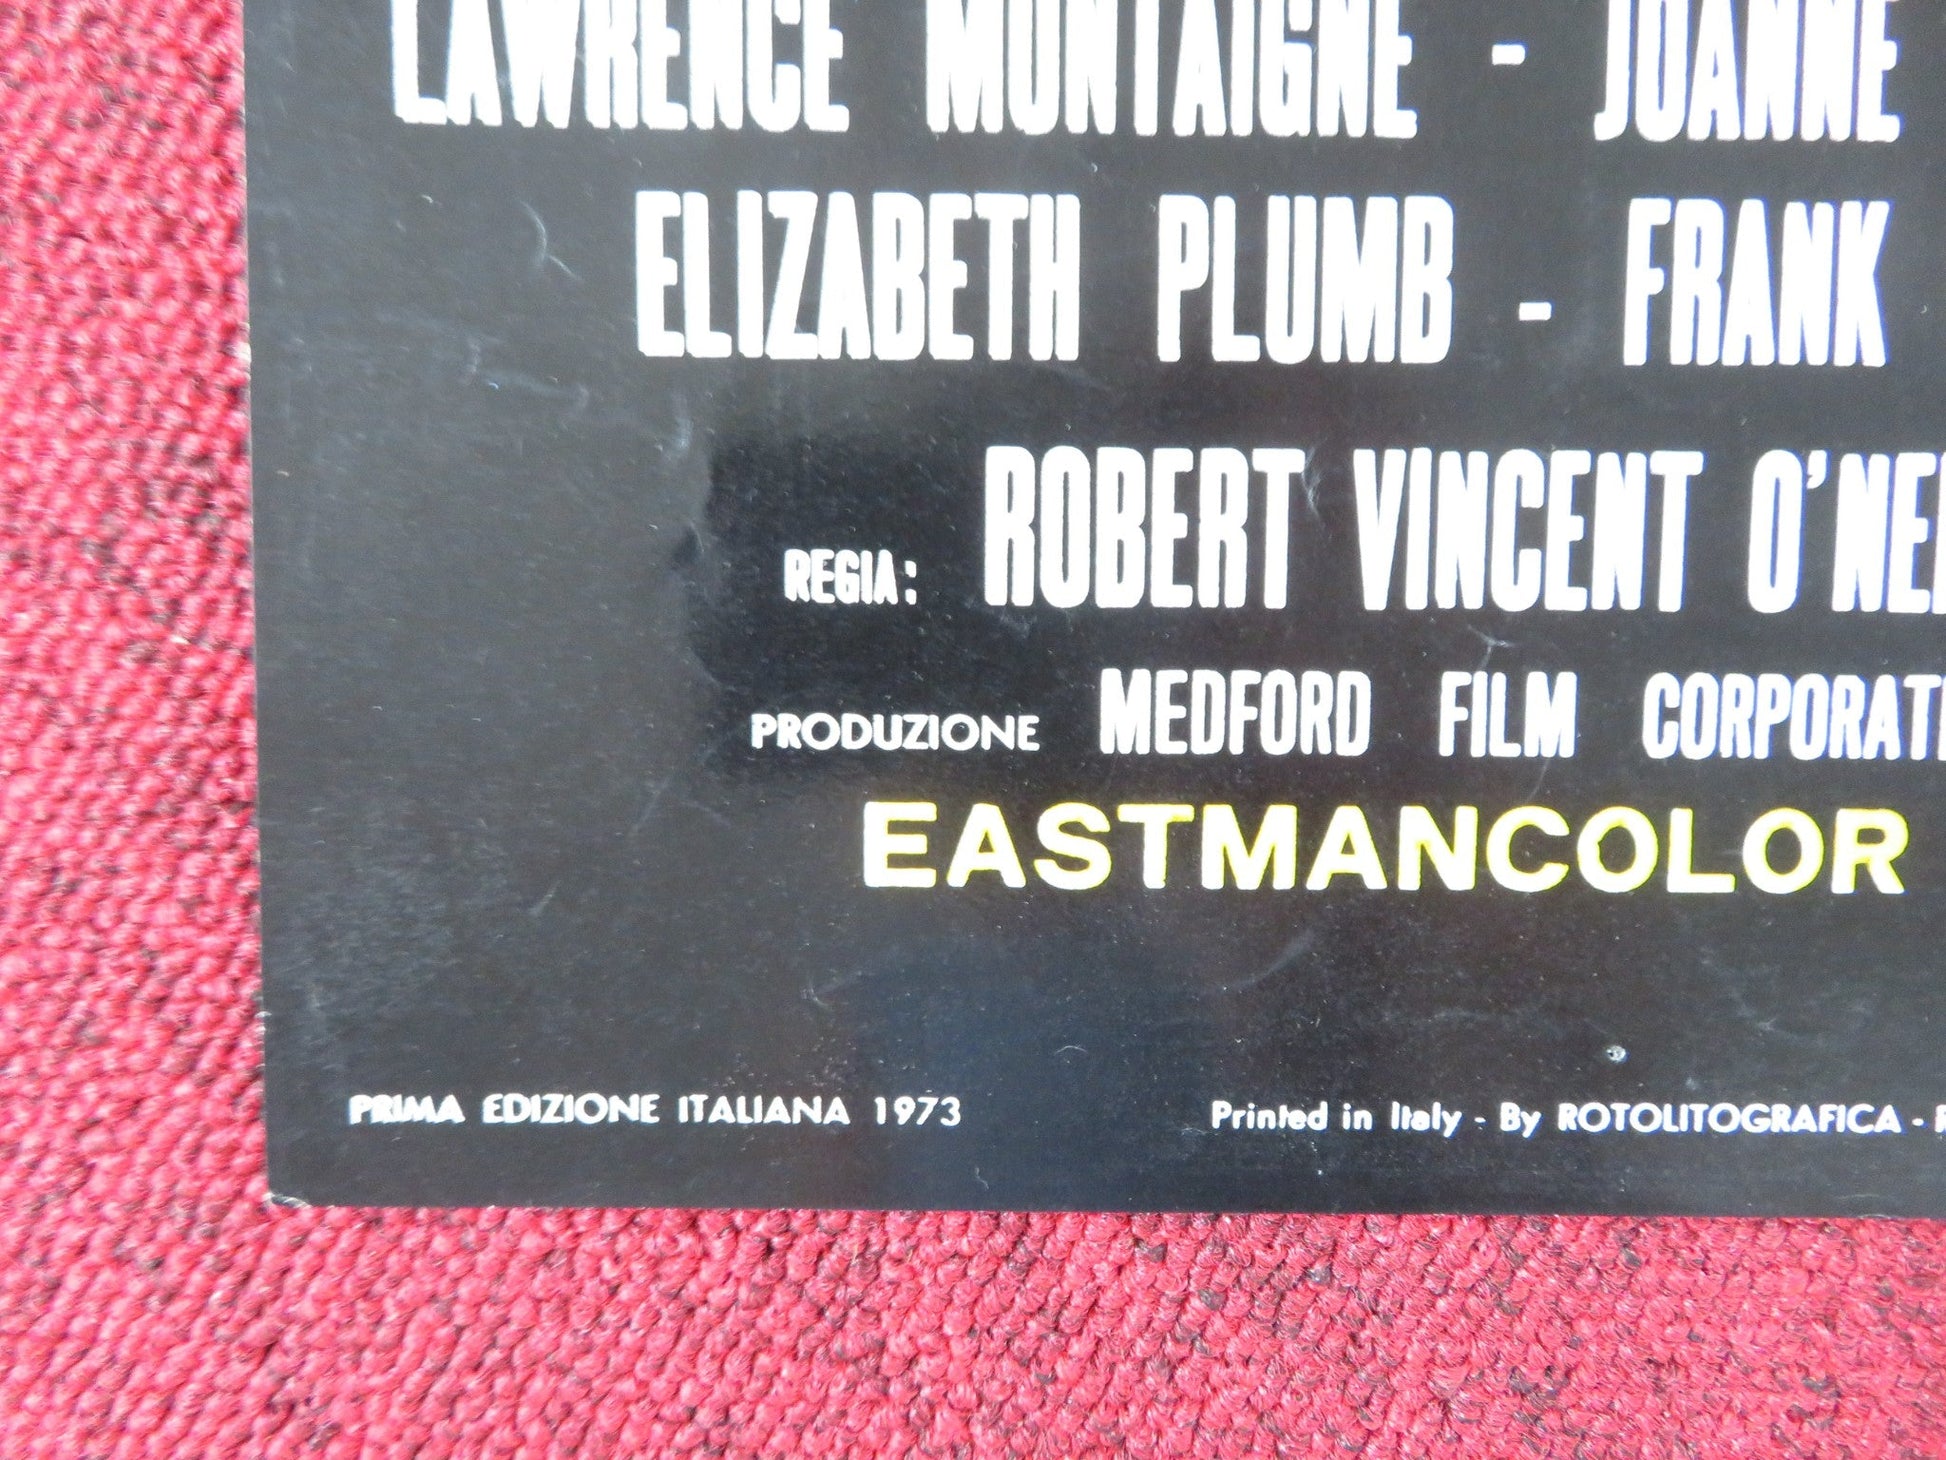 LAWRENCE MONTAIGNE - JOANNE
ELIZABETH PLUMB - FRANK
REGIA: ROBERT VINCENT O'NE
PRODUZIONE MEDFORD FILM CORPORATI
EASTMANCOLOR
PRIMA EDIZIONE ITALIANA 1973
Printed in Italy - By ROTOLITOGRAFICA -